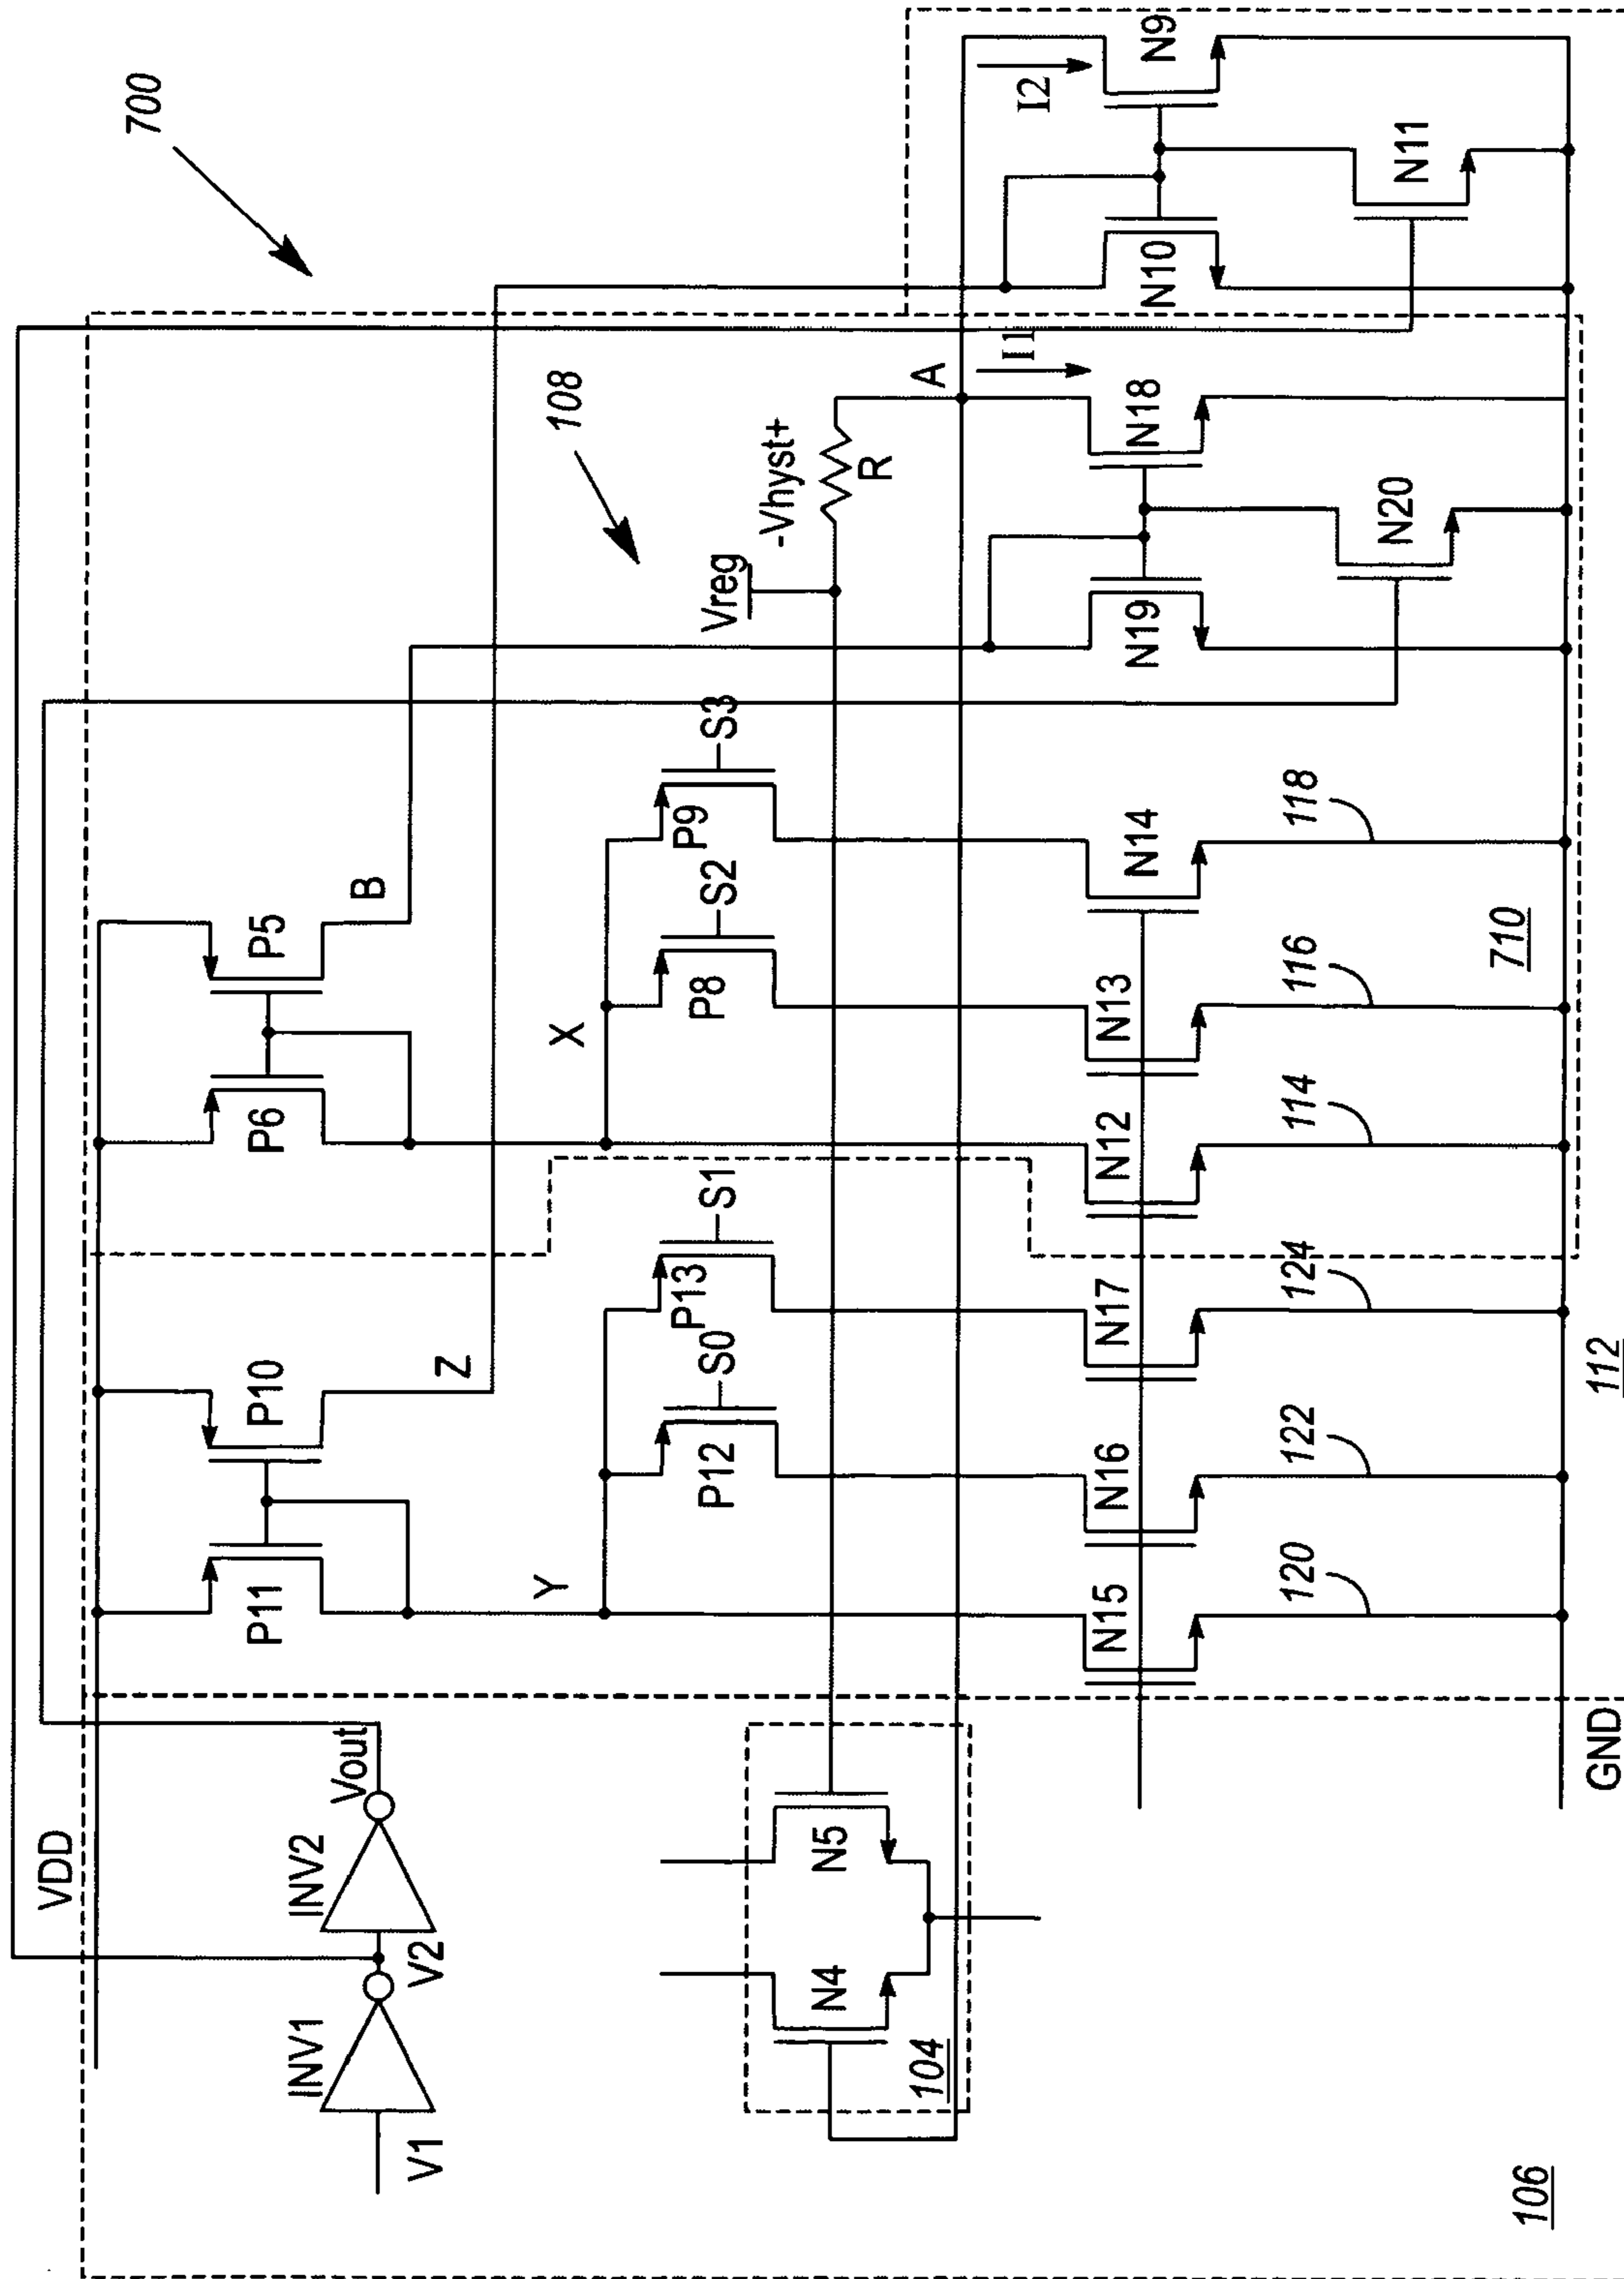 700
VDD
INV1
INV2
V1
V2
Vout
P11
P10
Z
P6
P5
B
108
Y
P12
S0
P13
S1
X
P8
S2
P9
S3
Vreg
-Vhyst+
R
A
104
N4
N5
N15
N16
N17
N12
N13
N14
N19
N18
N20
I1
N10
N9
N11
I2
120
122
124
114
116
118
710
106
GND
112